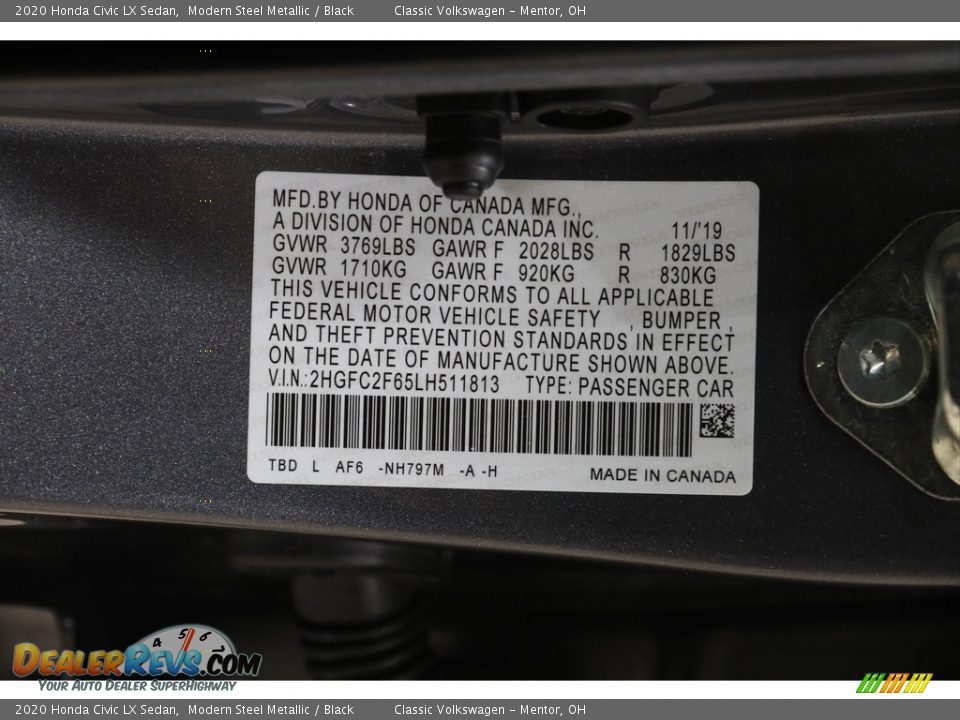 2020 Honda Civic LX Sedan,  Modern Steel Metallic / Black        Classic Volkswagen – Mentor, OH
MFD.BY HONDA OF CANADA MFG.,
A DIVISION OF HONDA CANADA INC.        11/'19
GVWR 3769LBS GAWR F 2028LBS R 1829LBS
GVWR 1710KG GAWR F 920KG R 830KG
THIS VEHICLE CONFORMS TO ALL APPLICABLE
FEDERAL MOTOR VEHICLE SAFETY , BUMPER ,
AND THEFT PREVENTION STANDARDS IN EFFECT
ON THE DATE OF MANUFACTURE SHOWN ABOVE.
V.I.N.:2HGFC2F65LH511813 TYPE: PASSENGER CAR
TBD L AF6 -NH797M -A -H        MADE IN CANADA
4 5 6
DEALERREVS.COM
YOUR AUTO DEALER SUPERHIGHWAY
2020 Honda Civic LX Sedan,  Modern Steel Metallic / Black        Classic Volkswagen – Mentor, OH